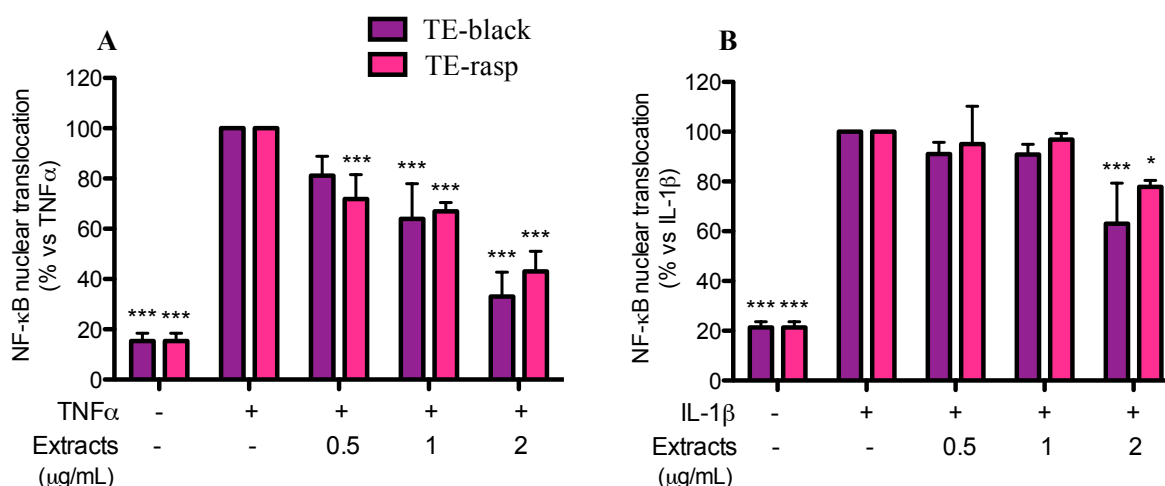 A
TE-black
TE-rasp
NF-κB nuclear translocation
(% vs TNFα)
120
100
80
60
40
20
0
*** ***
***
***
***
***
***
TNFα - + + + +
Extracts - - 0.5 1 2
(μg/mL)
B
NF-κB nuclear translocation
(% vs IL-1β)
120
100
80
60
40
20
0
*** ***
***
*
IL-1β - + + + +
Extracts - - 0.5 1 2
(μg/mL)